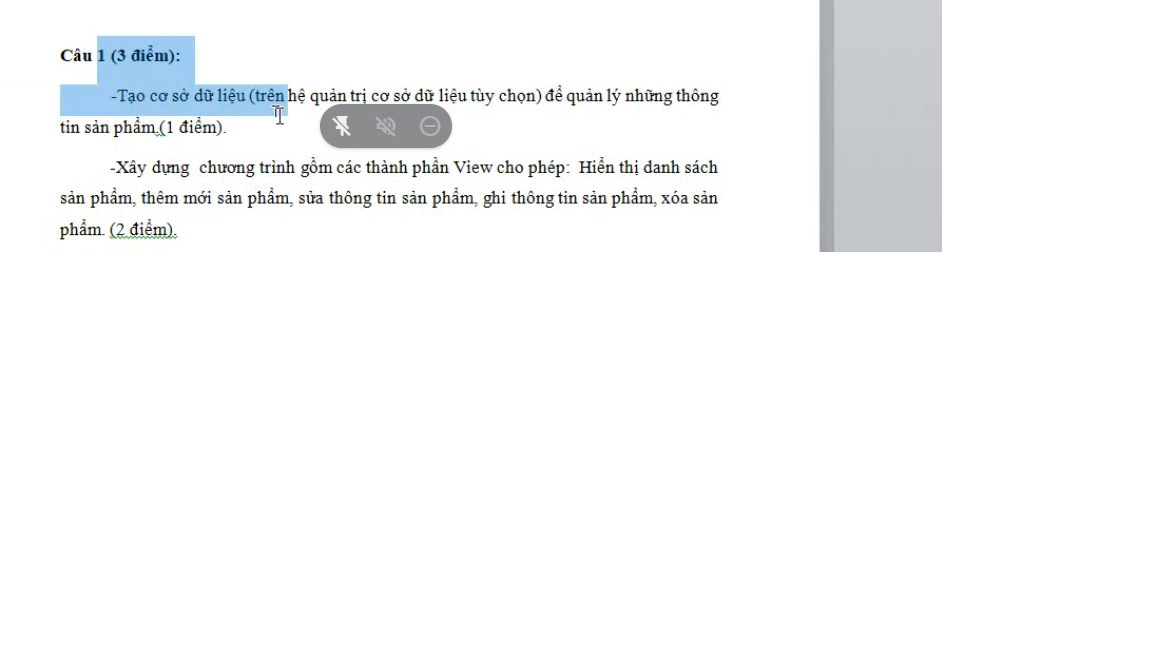 Câu 1 (3 điểm):
-Tạo cơ sở dữ liệu (trên hệ quản trị cơ sở dữ liệu tùy chọn) để quản lý những thông
tin sản phẩm.(1 điểm).
-Xây dựng  chương trình gồm các thành phần View cho phép:  Hiển thị danh sách
sản phẩm, thêm mới sản phẩm, sửa thông tin sản phẩm, ghi thông tin sản phẩm, xóa sản
phẩm. (2 điểm).